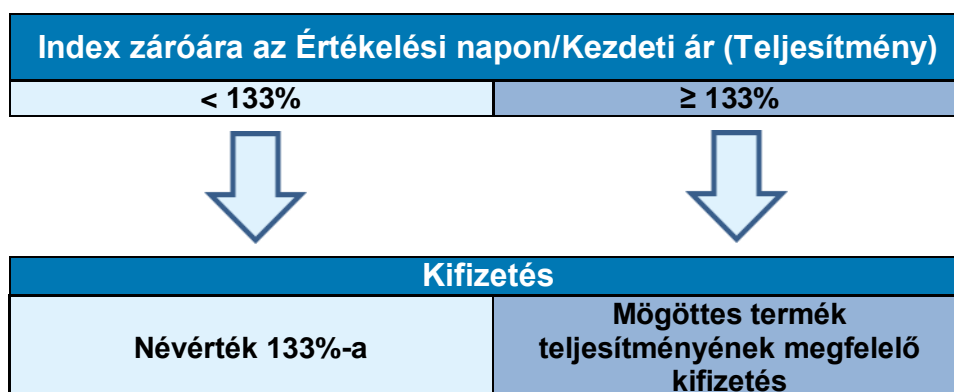 Index záróára az Értékelési napon/Kezdeti ár (Teljesítmény)
< 133%
≥ 133%
Kifizetés
Névérték 133%-a
Mögöttes termék
teljesítményének megfelelő
kifizetés